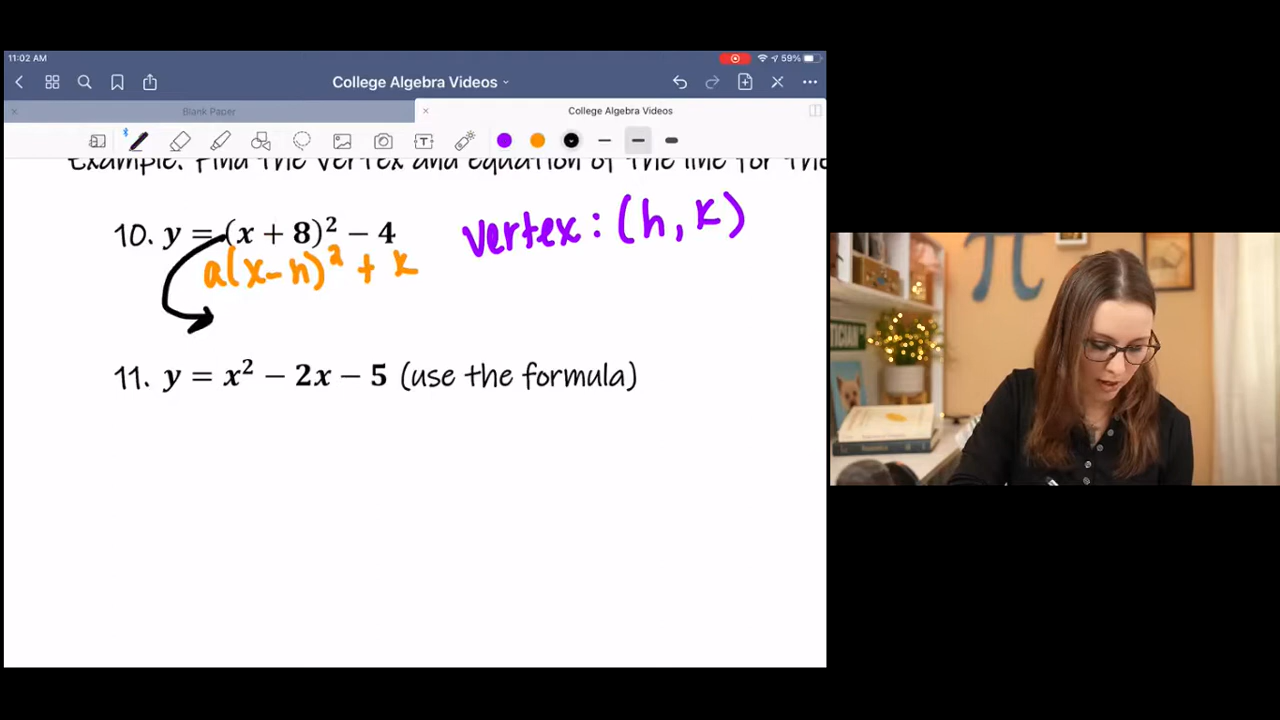 11:02 AM
59%
College Algebra Videos
Blank Paper
College Algebra Videos
Example: Find the vertex and equation of the line for the
10. y = (x + 8)² − 4
vertex: (h, k)
a(x-h)² + k
11. y = x² − 2x − 5 (use the formula)
TICIAN
π